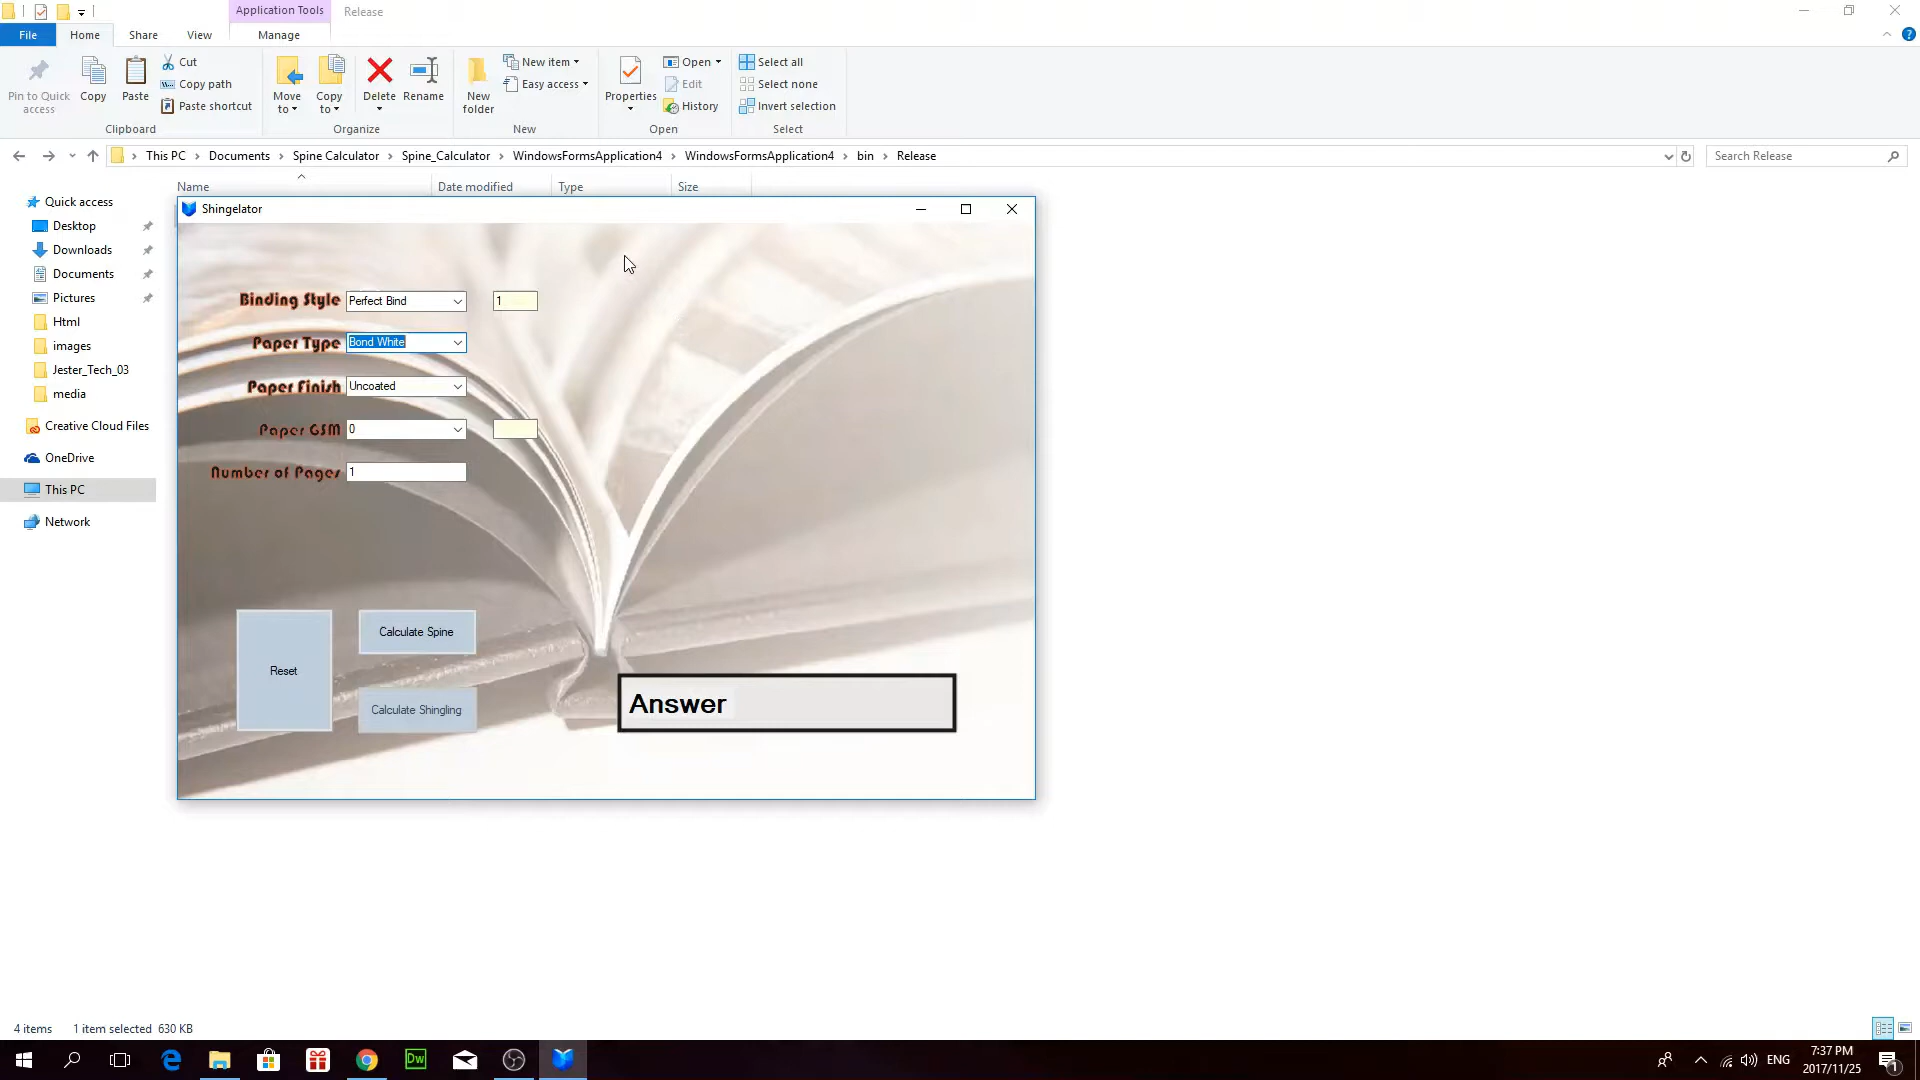 Application Tools
Release
File
Home
Share
View
Manage
Pin to Quick access
Copy
Paste
Cut
Copy path
Paste shortcut
Clipboard
Move to
Copy to
Delete
Rename
Organize
New folder
New item
Easy access
New
Properties
Open
Edit
History
Open
Select all
Select none
Invert selection
Select
This PC
Documents
Spine Calculator
Spine_Calculator
WindowsFormsApplication4
WindowsFormsApplication4
bin
Release
Search Release
Name
Date modified
Type
Size
Quick access
Desktop
Downloads
Documents
Pictures
Html
images
Jester_Tech_03
media
Creative Cloud Files
OneDrive
This PC
Network
Shingelator
Binding Style
Perfect Bind
1
Paper Type
Bond White
Paper Finish
Uncoated
Paper GSM
0
Number of Pages
1
Reset
Calculate Spine
Calculate Shingling
Answer
4 items
1 item selected 630 KB
Dw
ENG
7:37 PM
2017/11/25
1